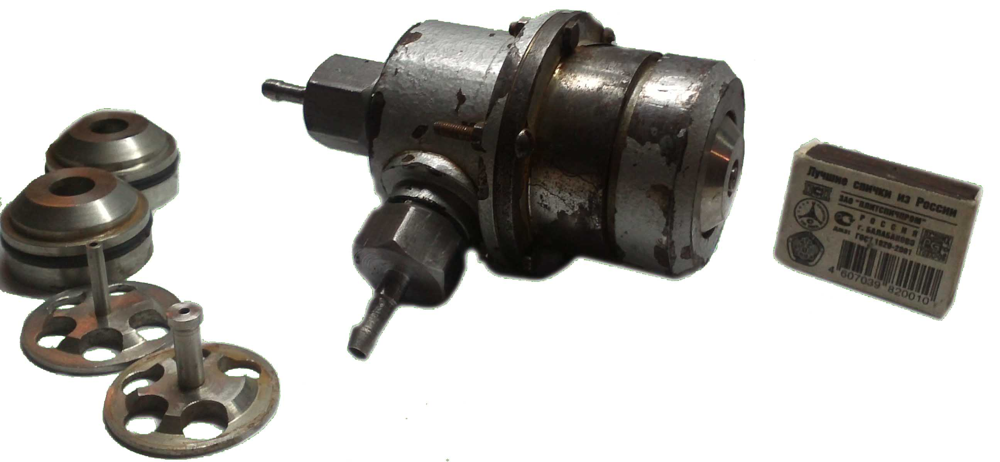 Лучшие спички из России
ЗАО "ПЛИТСПИЧПРОМ"
РОССИЯ
г. БАЛАБАНОВО
ГОСТ 1820-2001
4 607039 820010